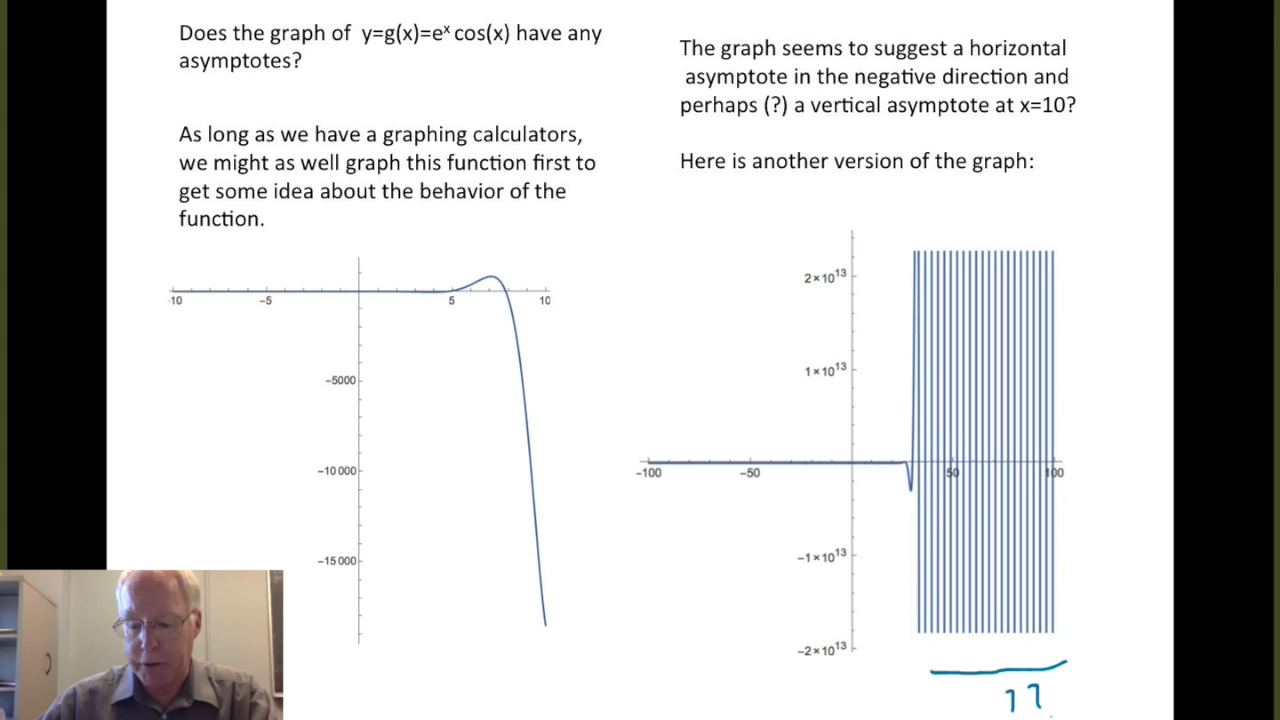 Does the graph of y=g(x)=eˣ cos(x) have any
asymptotes?
As long as we have a graphing calculators,
we might as well graph this function first to
get some idea about the behavior of the
function.
-10 -5 5 10
-5000
-10 000
-15 000
The graph seems to suggest a horizontal
asymptote in the negative direction and
perhaps (?) a vertical asymptote at x=10?
Here is another version of the graph:
2×10¹³
1×10¹³
-100 -50 50 100
-1×10¹³
-2×10¹³